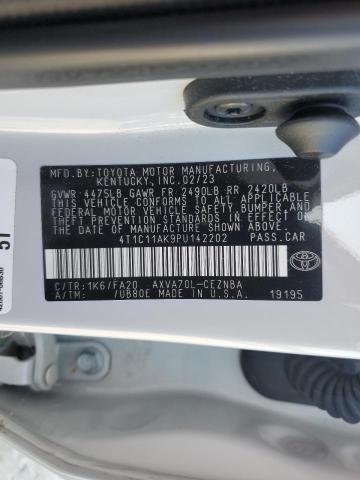 MFD. BY: TOYOTA MOTOR MANUFACTURING,
KENTUCKY, INC. 02/23
GVWR 4475LB GAWR FR 2490LB RR 2420LB
THIS VEHICLE CONFORMS TO ALL APPLICABLE
FEDERAL MOTOR VEHICLE SAFETY, BUMPER, AND
THEFT PREVENTION STANDARDS IN EFFECT ON
THE DATE OF MANUFACTURE SHOWN ABOVE.
4T1C11AK9PU142202 PASS.CAR
C/TR: 1K6/FA20 AXVA70L-CEZNBA
A/TM: /UB80E MADE IN U.S.A. 19195